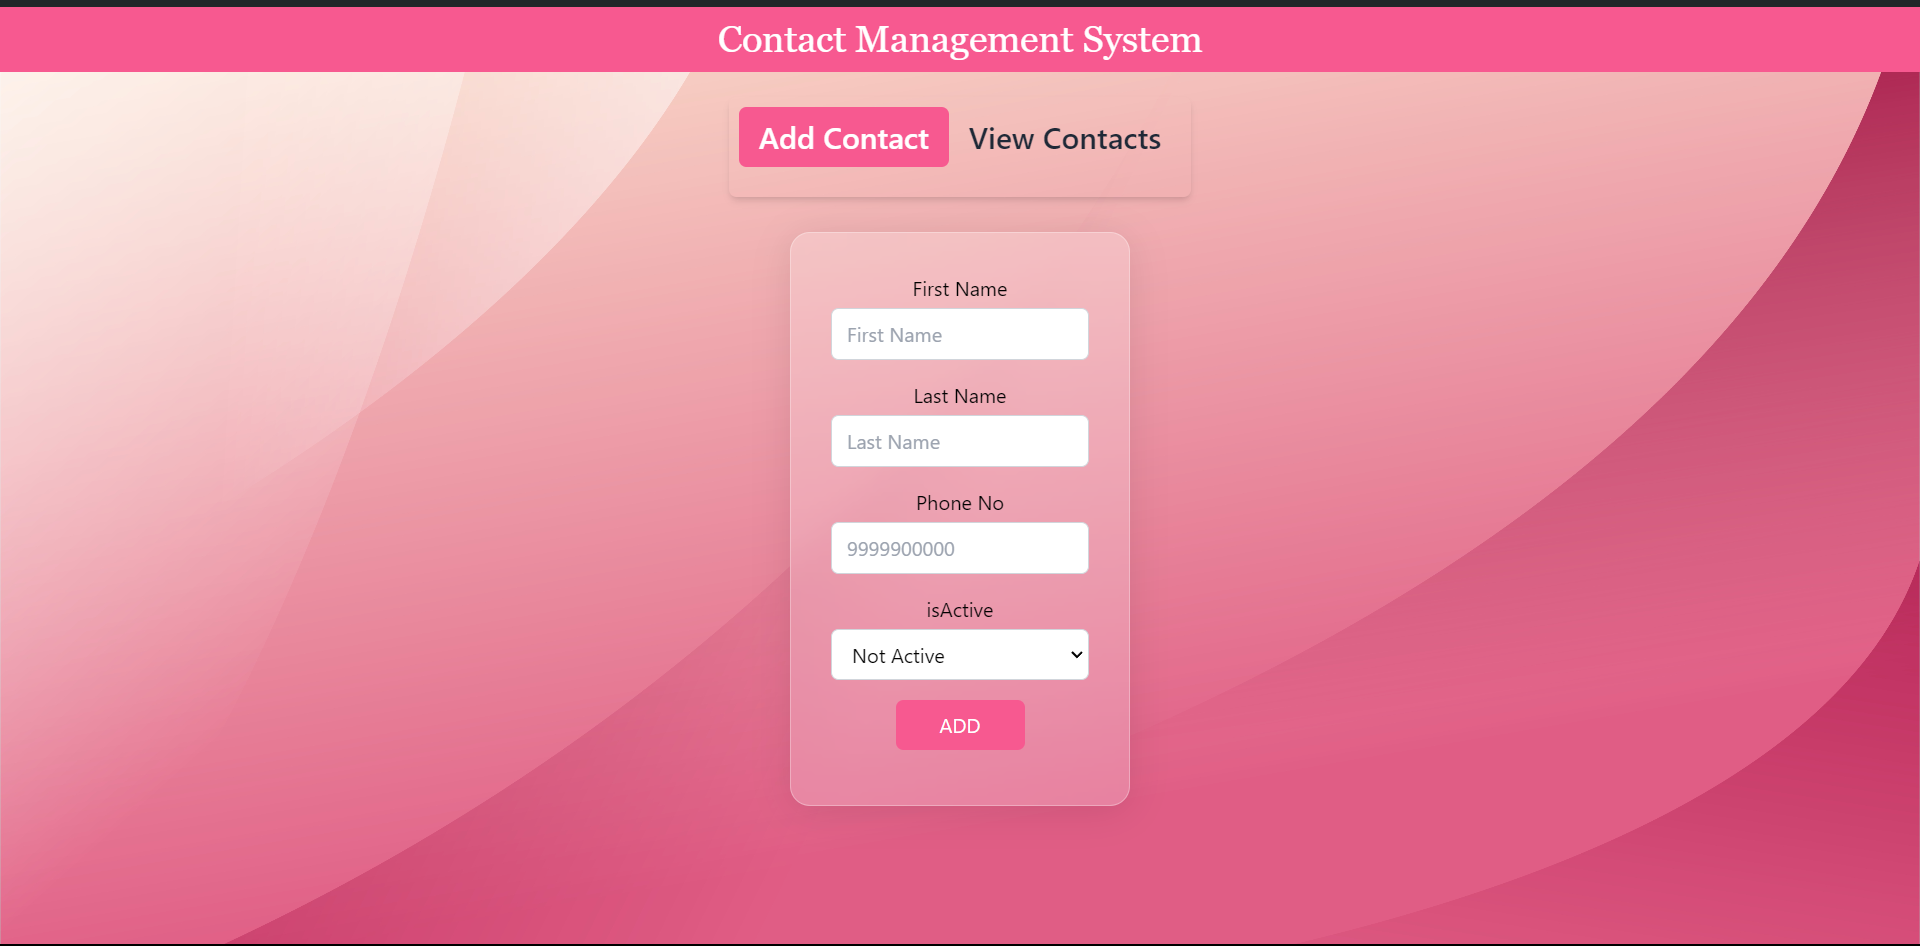 Contact Management System
Add Contact View Contacts
First Name
First Name
Last Name
Last Name
Phone No
9999900000
isActive
Not Active
ADD